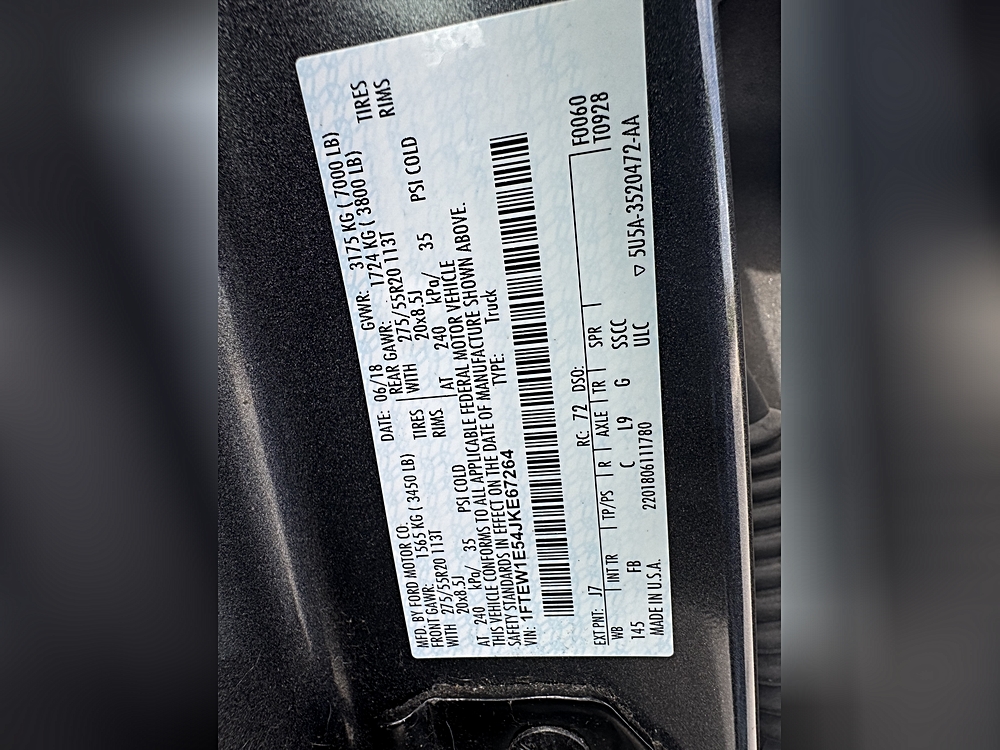 MFD. BY FORD MOTOR CO.
DATE: 06/18 GVWR: 3175 KG ( 7000 LB)
FRONT GAWR: 1565 KG ( 3450 LB) REAR GAWR: 1724 KG ( 3800 LB)
WITH 275/55R20 113T TIRES WITH 275/55R20 113T TIRES
20x8.5J RIMS 20x8.5J RIMS
AT 240 kPa/ 35 PSI COLD AT 240 kPa/ 35 PSI COLD
THIS VEHICLE CONFORMS TO ALL APPLICABLE FEDERAL MOTOR VEHICLE
SAFETY STANDARDS IN EFFECT ON THE DATE OF MANUFACTURE SHOWN ABOVE.
VIN: 1FTEW1E54JKE67264 TYPE: Truck
F0060
T0928
EXT PNT: J7 RC: 72 DSO:
WB INT TR TP/PS R AXLE TR SPR
145 FB C L9 G SSCC
2201806111780 ULC
MADE IN U.S.A. ▽ 5U5A-3520472-AA